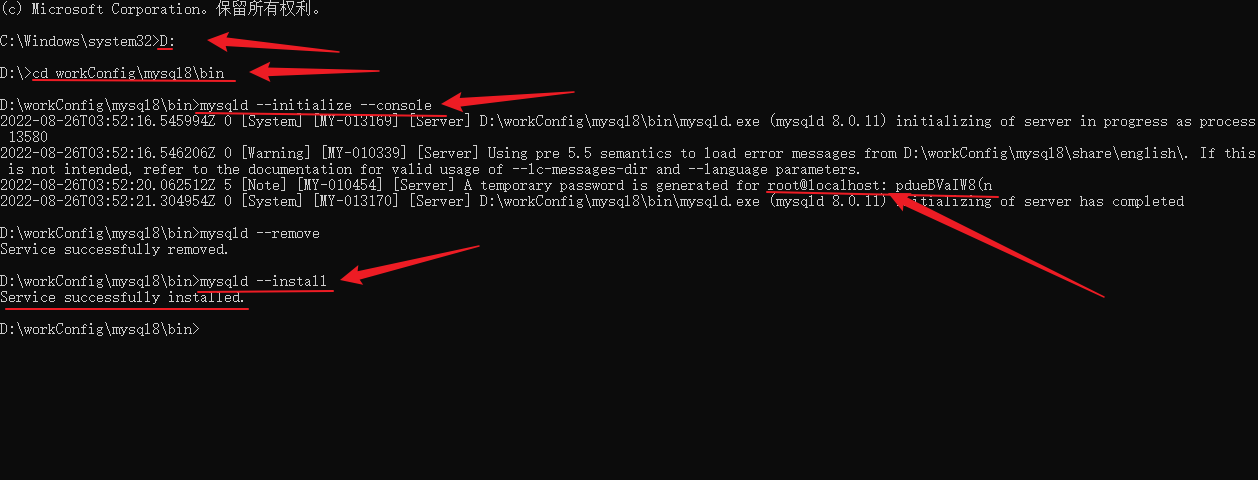 (c) Microsoft Corporation。保留所有权利。
C:\Windows\system32>D:
D:\>cd workConfig\mysql8\bin
D:\workConfig\mysql8\bin>mysqld --initialize --console
2022-08-26T03:52:16.545994Z 0 [System] [MY-013169] [Server] D:\workConfig\mysql8\bin\mysqld.exe (mysqld 8.0.11) initializing of server in progress as process
13580
2022-08-26T03:52:16.546206Z 0 [Warning] [MY-010339] [Server] Using pre 5.5 semantics to load error messages from D:\workConfig\mysql8\share\english\. If this
is not intended, refer to the documentation for valid usage of --lc-messages-dir and --language parameters.
2022-08-26T03:52:20.062512Z 5 [Note] [MY-010454] [Server] A temporary password is generated for root@localhost: pdueBVaIW8(n
2022-08-26T03:52:21.304954Z 0 [System] [MY-013170] [Server] D:\workConfig\mysql8\bin\mysqld.exe (mysqld 8.0.11) initializing of server has completed
D:\workConfig\mysql8\bin>mysqld --remove
Service successfully removed.
D:\workConfig\mysql8\bin>mysqld --install
Service successfully installed.
D:\workConfig\mysql8\bin>